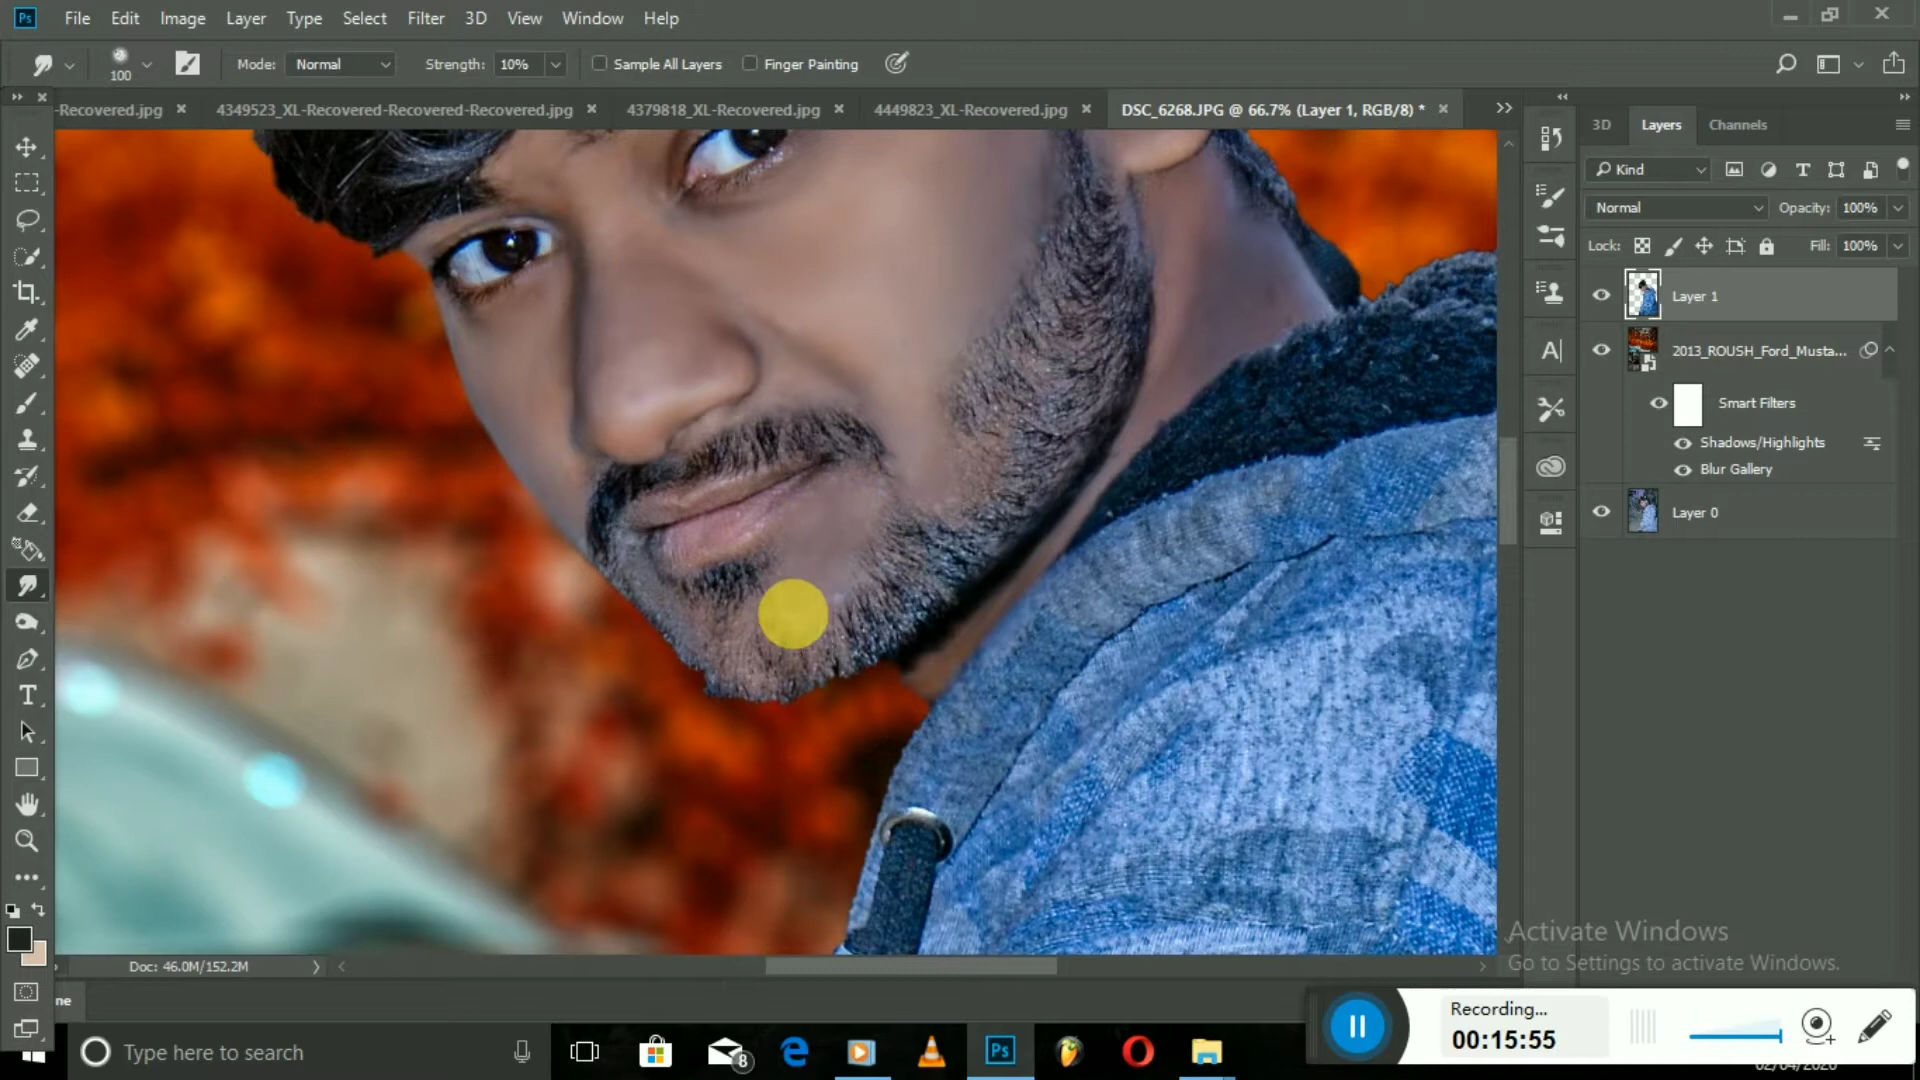 Ps File Edit Image Layer Type Select Filter 3D View Window Help
100 Mode: Normal Strength: 10% Sample All Layers Finger Painting
-Recovered.jpg 4349523_XL-Recovered-Recovered-Recovered.jpg 4379818_XL-Recovered.jpg 4449823_XL-Recovered.jpg DSC_6268.JPG @ 66.7% (Layer 1, RGB/8) *
3D Layers Channels
Kind
Normal Opacity: 100%
Lock: Fill: 100%
Layer 1
2013_ROUSH_Ford_Musta...
Smart Filters
Shadows/Highlights
Blur Gallery
Layer 0
Activate Windows
Go to Settings to activate Windows.
Doc: 46.0M/152.2M
ne
Recording...
00:15:55
Type here to search
8
Ps
02/04/2020